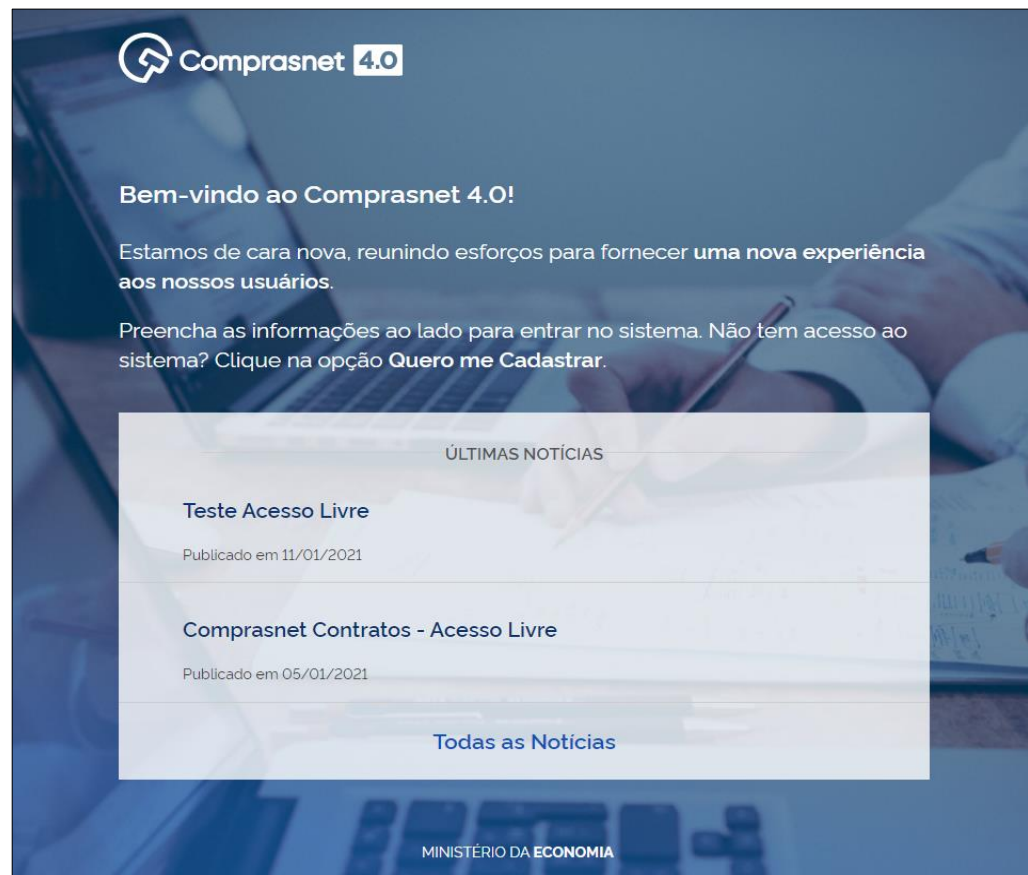 Comprasnet 4.0
Bem-vindo ao Comprasnet 4.0!
Estamos de cara nova, reunindo esforços para fornecer uma nova experiência
aos nossos usuários.
Preencha as informações ao lado para entrar no sistema. Não tem acesso ao
sistema? Clique na opção Quero me Cadastrar.
ÚLTIMAS NOTÍCIAS
Teste Acesso Livre
Publicado em 11/01/2021
Comprasnet Contratos - Acesso Livre
Publicado em 05/01/2021
Todas as Notícias
MINISTÉRIO DA ECONOMIA